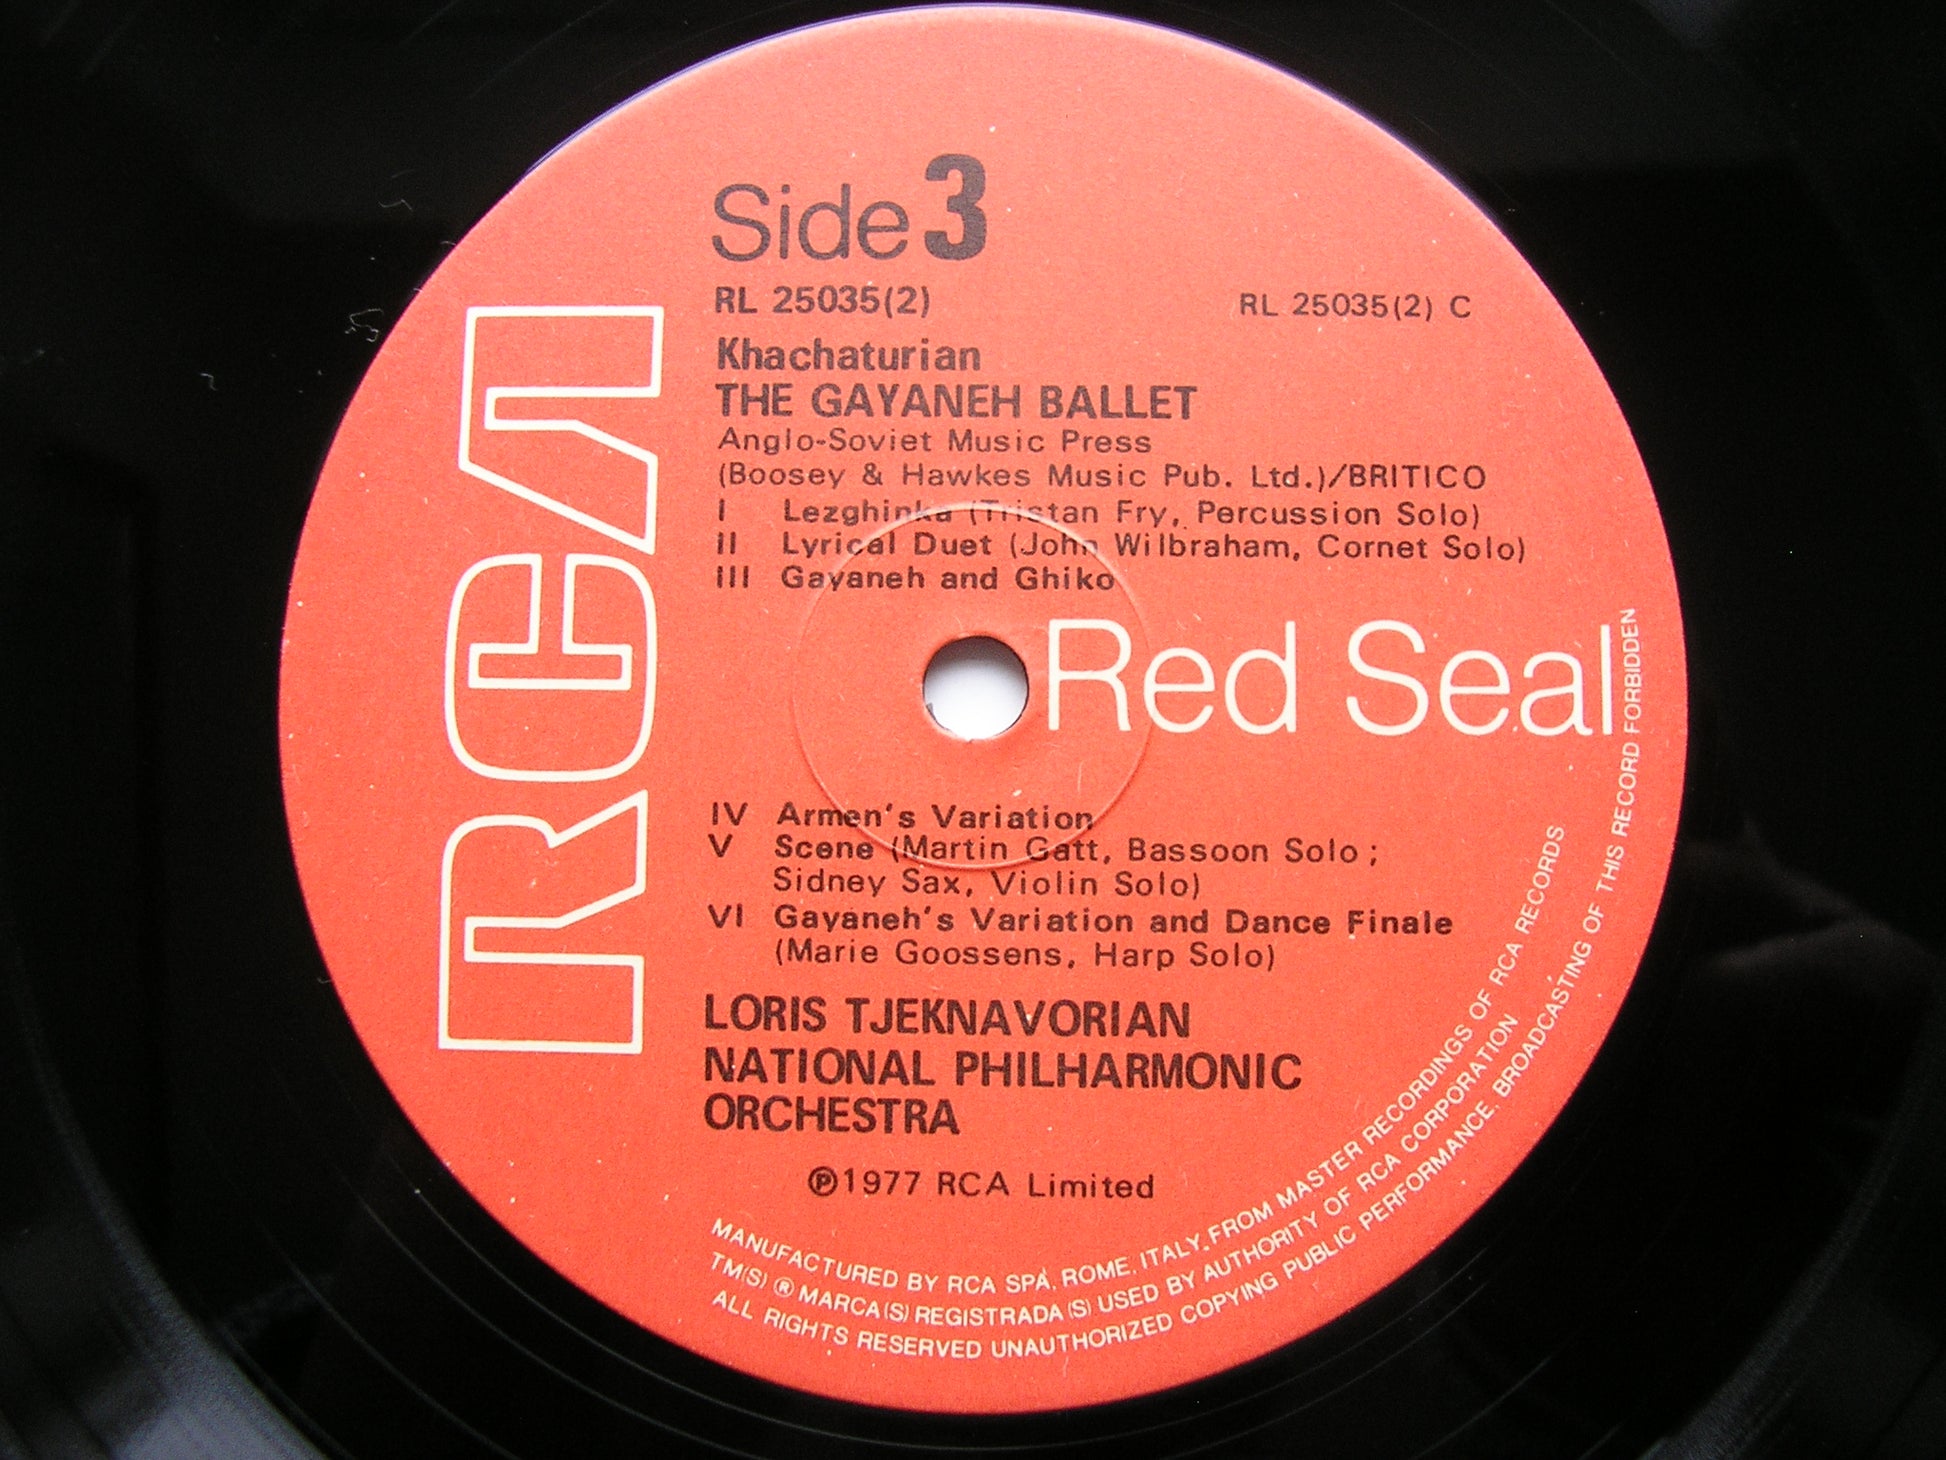 Side 3
RL 25035(2)
RL 25035(2) C
Khachaturian
THE GAYANEH BALLET
Anglo-Soviet Music Press
(Boosey & Hawkes Music Pub. Ltd.)/BRITICO
I Lezghinka (Tristan Fry, Percussion Solo)
II Lyrical Duet (John Wilbraham, Cornet Solo)
III Gayaneh and Ghiko
RCA
Red Seal
IV Armen's Variation
V Scene (Martin Gatt, Bassoon Solo;
Sidney Sax, Violin Solo)
VI Gayaneh's Variation and Dance Finale
(Marie Goossens, Harp Solo)
LORIS TJEKNAVORIAN
NATIONAL PHILHARMONIC
ORCHESTRA
℗1977 RCA Limited
MANUFACTURED BY RCA SPA, ROME, ITALY, FROM MASTER RECORDINGS OF RCA RECORDS
TM(S) ® MARCA(S) REGISTRADA(S) USED BY AUTHORITY OF RCA CORPORATION
ALL RIGHTS RESERVED UNAUTHORIZED COPYING PUBLIC PERFORMANCE, BROADCASTING OF THIS RECORD FORBIDDEN